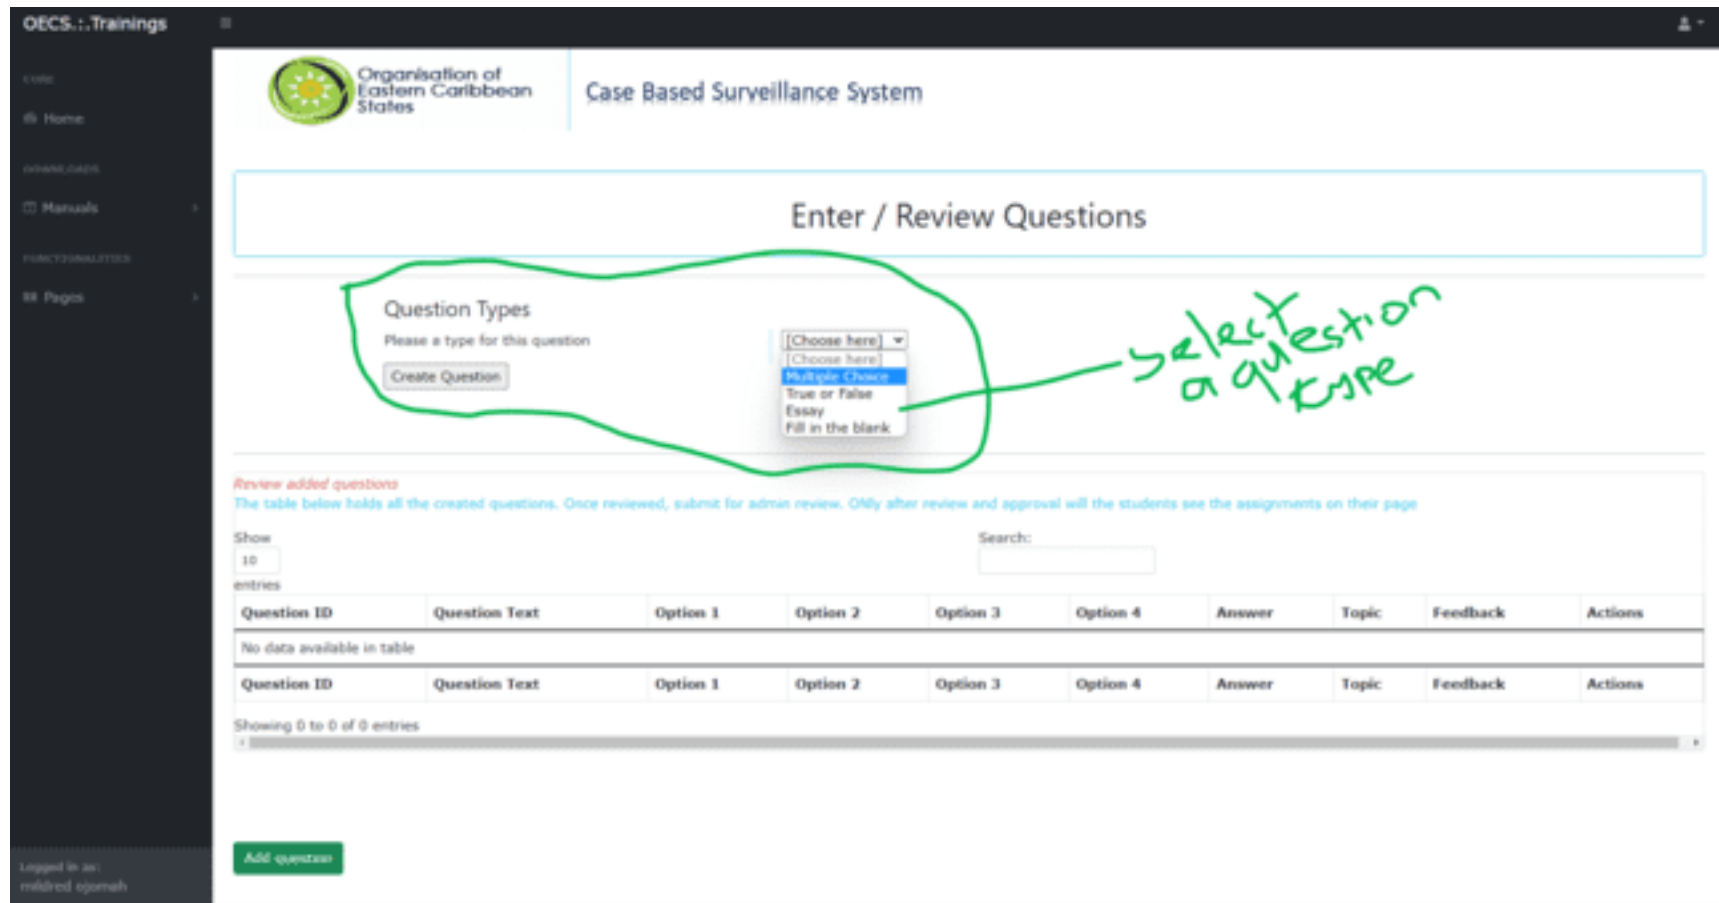 OECS.:.Trainings
CORE
Home
DOWNLOADS
Manuals
FUNCTIONALITIES
Pages
Organisation of
Eastern Caribbean
States
Case Based Surveillance System
Enter / Review Questions
Question Types
Please a type for this question
[Choose here]
[Choose here]
Multiple Choice
True or False
Essay
Fill in the blank
Create Question
select
a question
type
Review added questions
The table below holds all the created questions. Once reviewed, submit for admin review. ONly after review and approval will the students see the assignments on their page
Show
10
entries
Search:
Question ID Question Text Option 1 Option 2 Option 3 Option 4 Answer Topic Feedback Actions
No data available in table
Question ID Question Text Option 1 Option 2 Option 3 Option 4 Answer Topic Feedback Actions
Showing 0 to 0 of 0 entries
Add question
Logged in as:
mildred ojomah